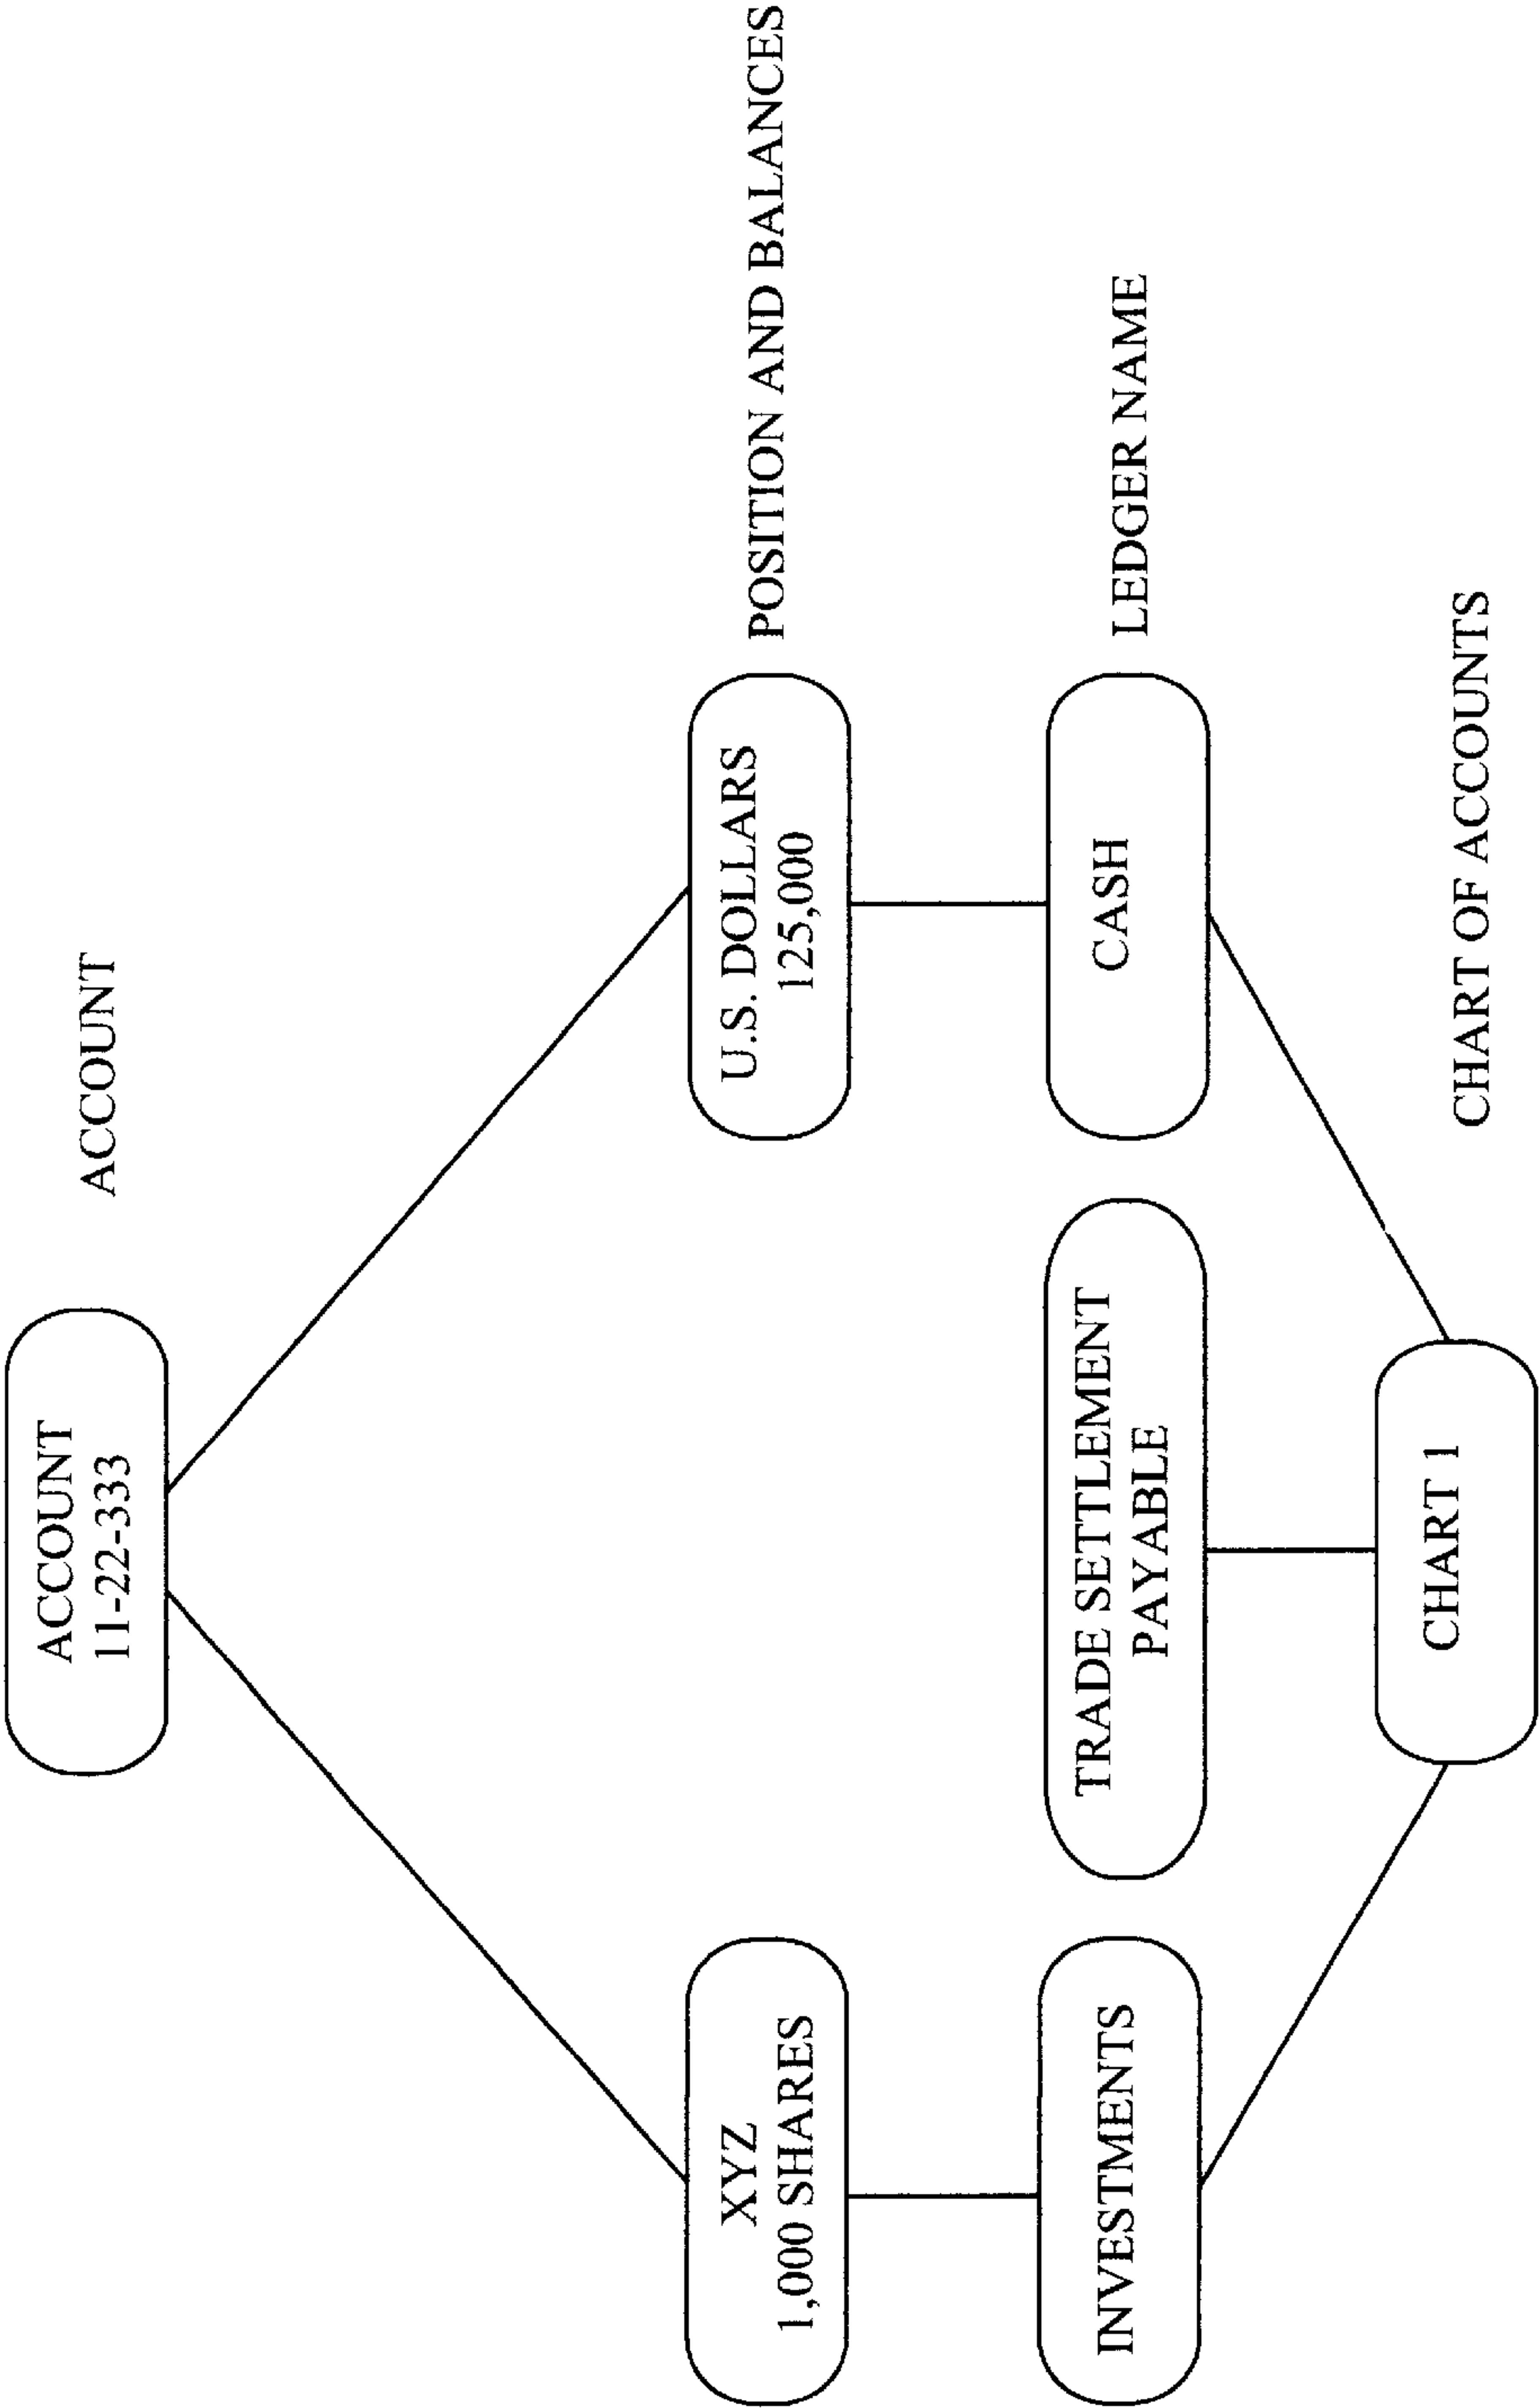 ACCOUNT
11-22-333
ACCOUNT
XYZ
1,000 SHARES
U.S. DOLLARS
125,000
POSITION AND BALANCES
INVESTMENTS
TRADE SETTLEMENT
PAYABLE
CASH
LEDGER NAME
CHART 1
CHART OF ACCOUNTS